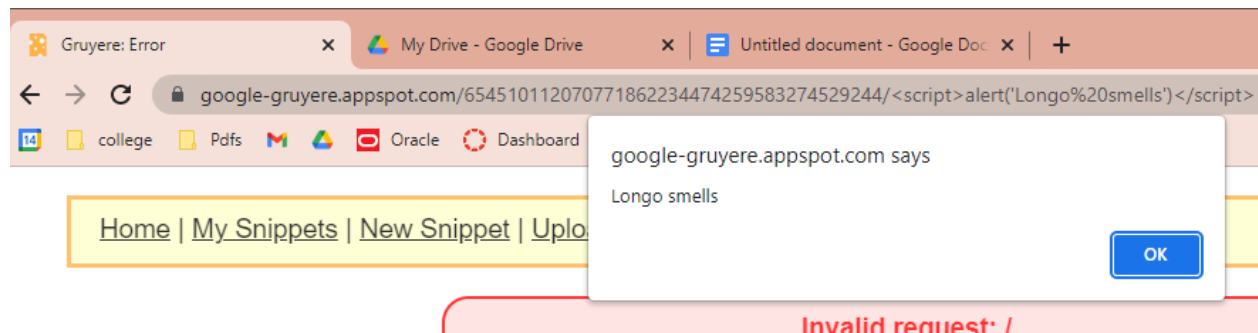 Gruyere: Error
My Drive - Google Drive
Untitled document - Google Doc
google-gruyere.appspot.com/654510112070771862234474259583274529244/<script>alert('Longo%20smells')</script>
14 college Pdfs Oracle Dashboard
google-gruyere.appspot.com says
Longo smells
Home | My Snippets | New Snippet | Uplo
OK
Invalid request: /